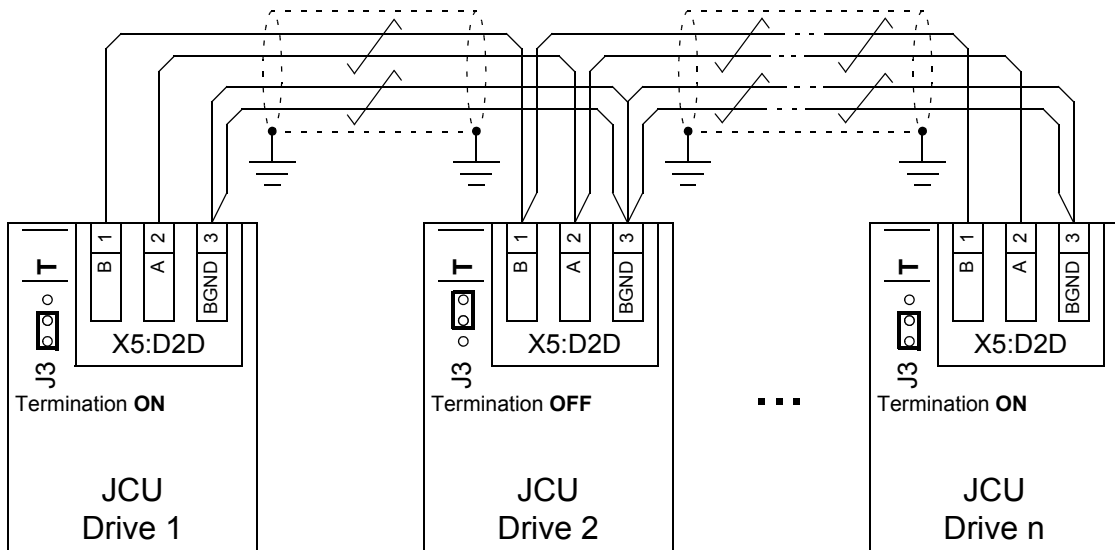 T
J3
1
2
3
B
A
BGND
X5:D2D
Termination ON
JCU
Drive 1
T
J3
1
2
3
B
A
BGND
X5:D2D
Termination OFF
JCU
Drive 2
...
...
...
T
J3
1
2
3
B
A
BGND
X5:D2D
Termination ON
JCU
Drive n